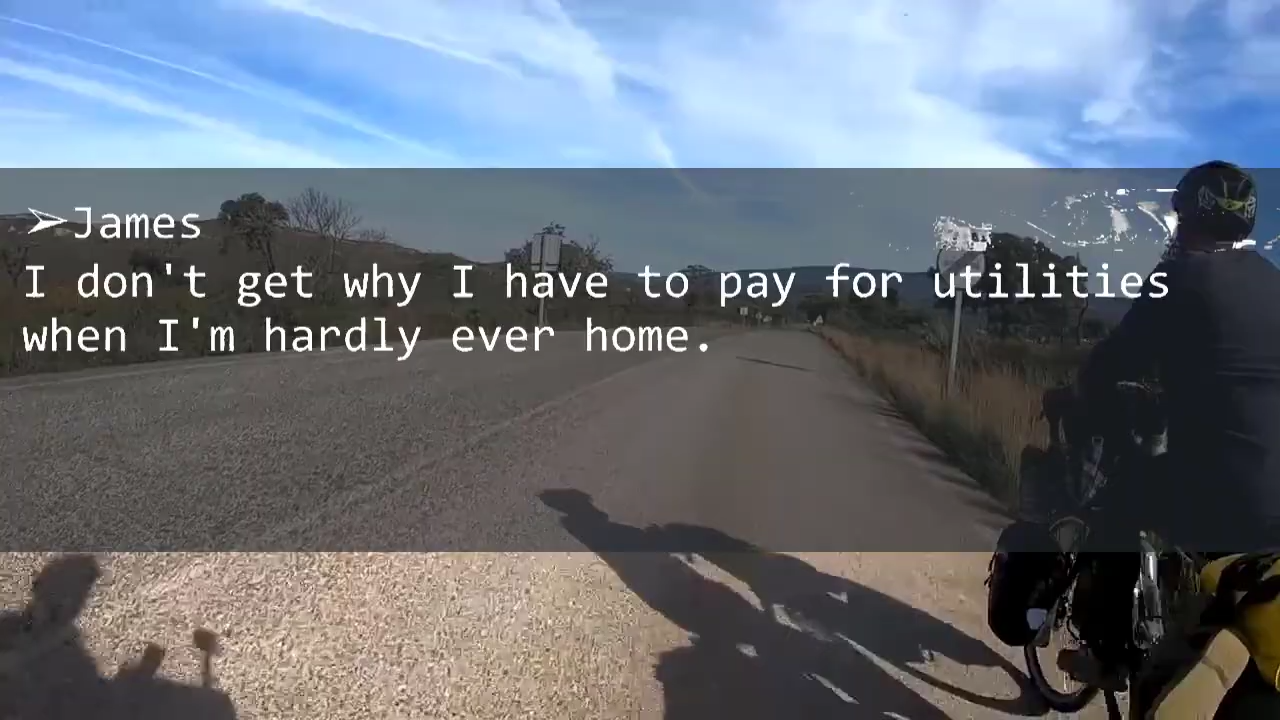 ➢James
I don't get why I have to pay for utilities
when I'm hardly ever home.